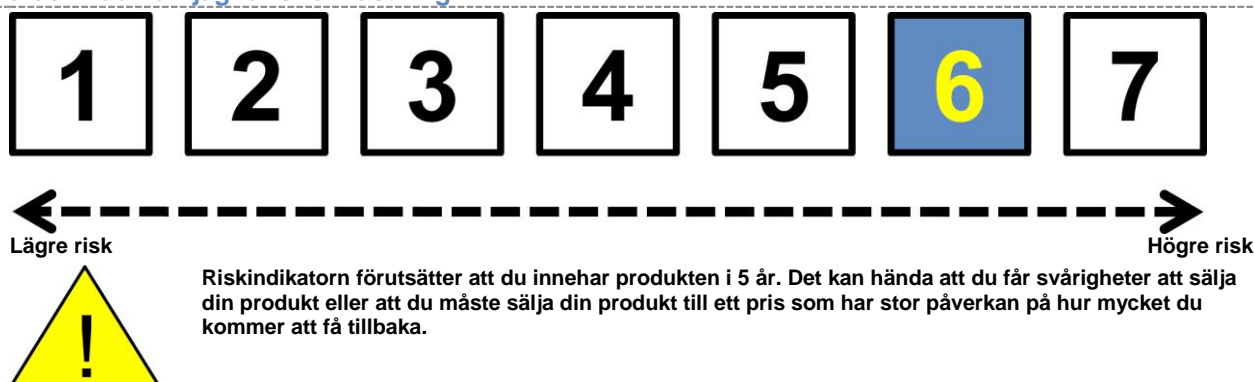 1 2 3 4 5 6 7
Lägre risk Högre risk
Riskindikatorn förutsätter att du innehar produkten i 5 år. Det kan hända att du får svårigheter att sälja
din produkt eller att du måste sälja din produkt till ett pris som har stor påverkan på hur mycket du
kommer att få tillbaka.
!